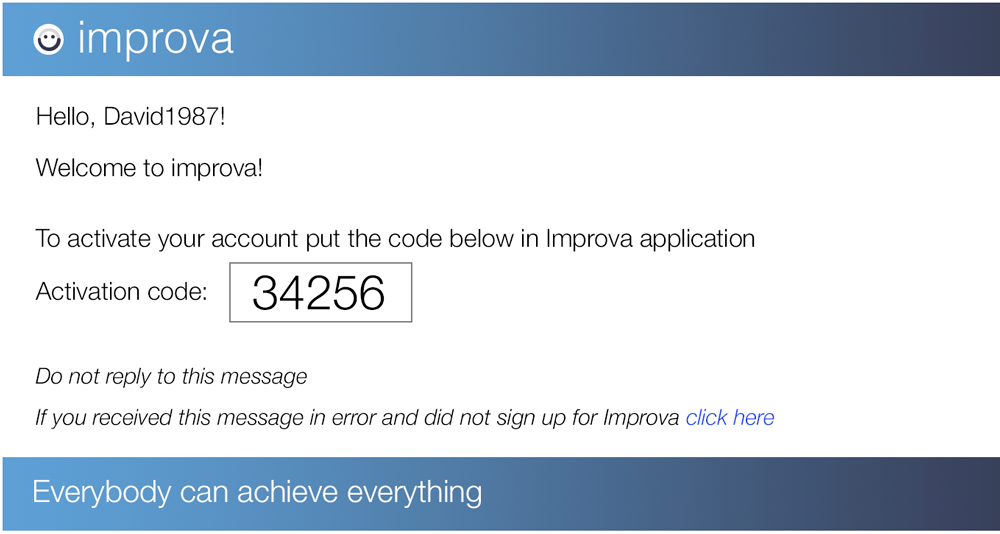 improva
Hello, David1987!
Welcome to improva!
To activate your account put the code below in Improva application
Activation code: 34256
Do not reply to this message
If you received this message in error and did not sign up for Improva click here
Everybody can achieve everything